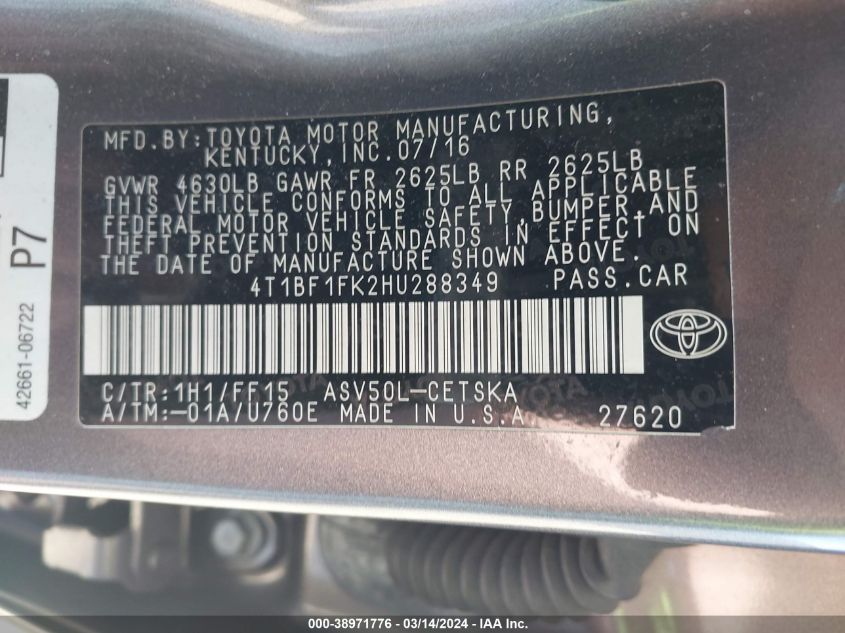 MFD.BY:TOYOTA MOTOR MANUFACTURING,
KENTUCKY, INC.07/16
GVWR 4630LB GAWR FR 2625LB RR 2625LB
THIS VEHICLE CONFORMS TO ALL APPLICABLE
FEDERAL MOTOR VEHICLE SAFETY,BUMPER,AND
THEFT PREVENTION STANDARDS IN EFFECT ON
THE DATE OF MANUFACTURE SHOWN ABOVE.
4T1BF1FK2HU288349 PASS.CAR
C/TR:1H1/FF15 ASV50L-CETSKA
A/TM:-01A/U760E MADE IN U.S.A. 27620
P7
42661-06722
000-38971776 - 03/14/2024 - IAA Inc.